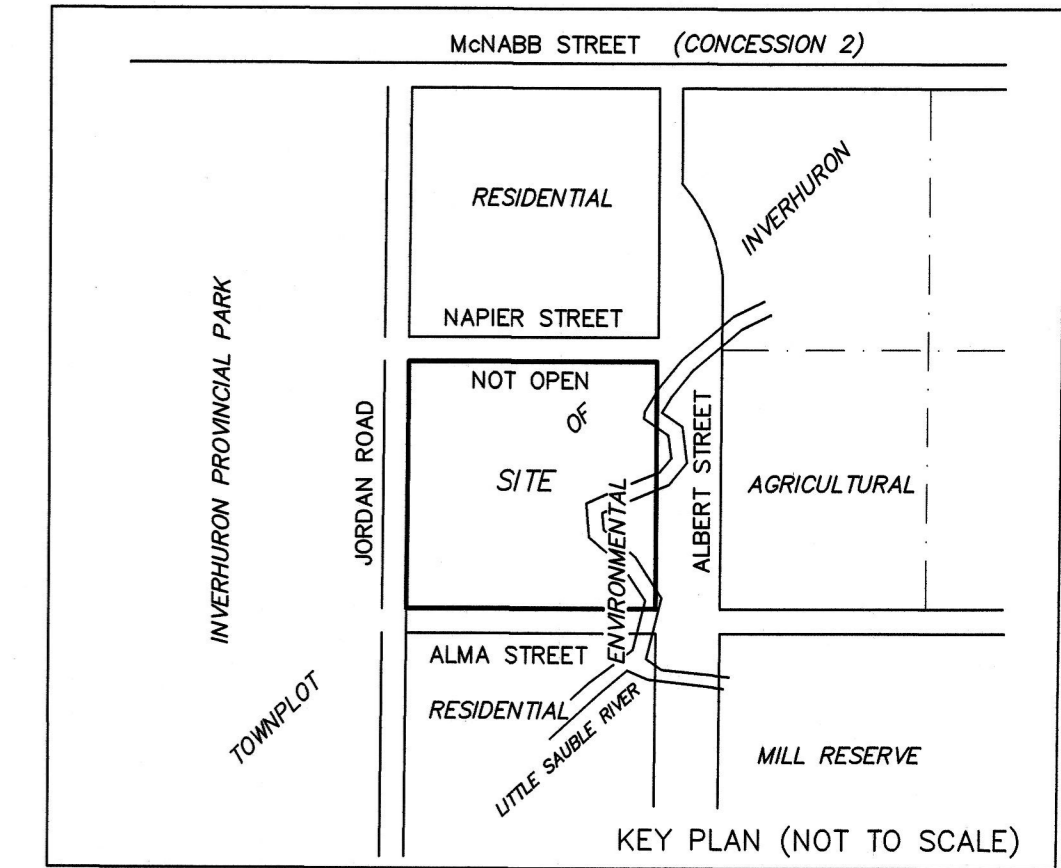 McNABB STREET (CONCESSION 2)
RESIDENTIAL
INVERHURON
NAPIER STREET
INVERHURON PROVINCIAL PARK
JORDAN ROAD
NOT OPEN
OF
SITE
ENVIRONMENTAL
ALBERT STREET
AGRICULTURAL
ALMA STREET
RESIDENTIAL
TOWNPLOT
LITTLE SAUBLE RIVER
MILL RESERVE
KEY PLAN (NOT TO SCALE)